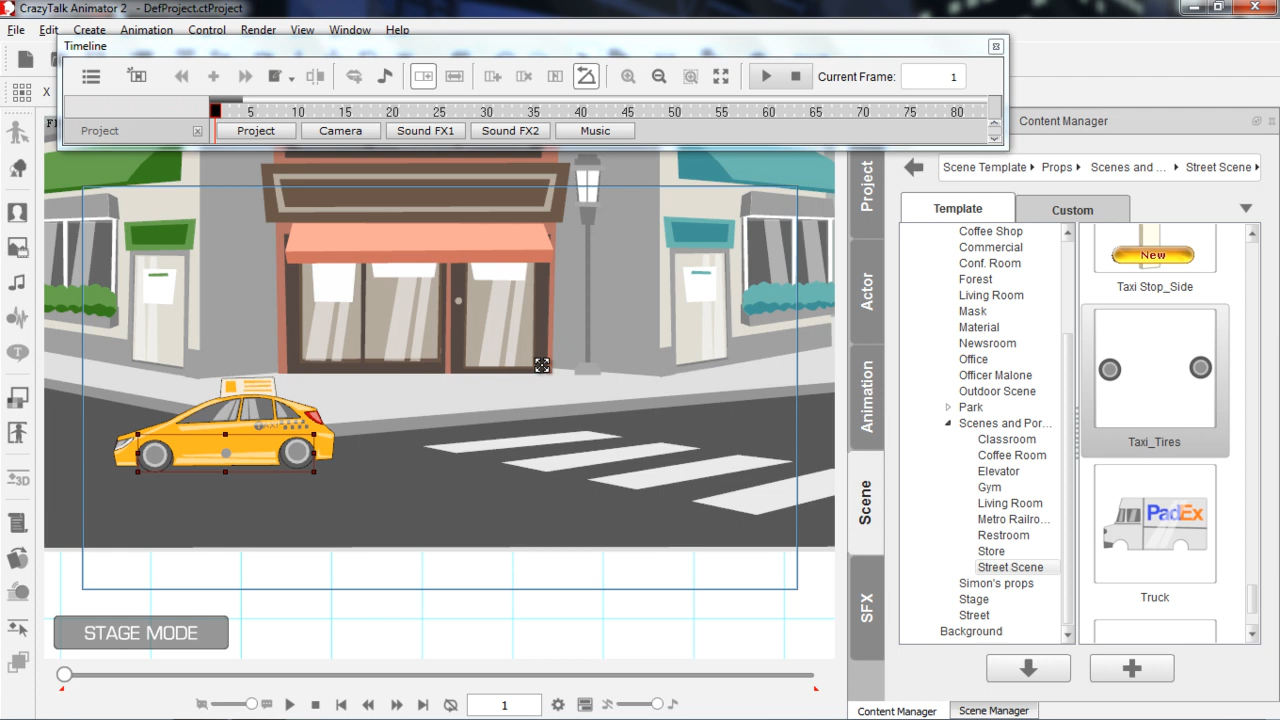 CrazyTalk Animator 2 - DefProject.ctProject
File Edit Create Animation Control Render View Window Help
Timeline
Current Frame: 1
5 10 15 20 25 30 35 40 45 50 55 60 65 70 75 80
Project Project Camera Sound FX1 Sound FX2 Music
X
Content Manager
Scene Template Props Scenes and ... Street Scene
Template Custom
Project
Actor
Animation
Scene
SFX
Coffee Shop
Commercial
Conf. Room
Forest
Living Room
Mask
Material
Newsroom
Office
Officer Malone
Outdoor Scene
Park
Scenes and Por...
Classroom
Coffee Room
Elevator
Gym
Living Room
Metro Railro...
Restroom
Store
Street Scene
Simon's props
Stage
Street
Background
New
Taxi Stop_Side
Taxi_Tires
PadEx
Truck
3D
STAGE MODE
1
Content Manager Scene Manager